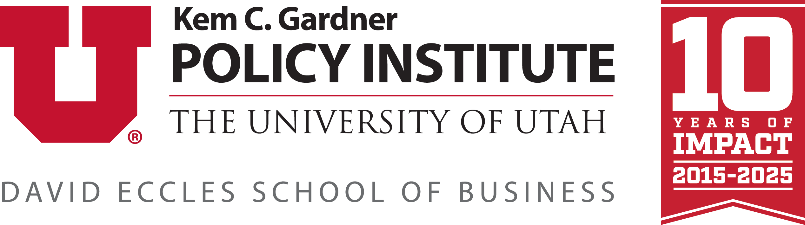 Kem C. Gardner
POLICY INSTITUTE
THE UNIVERSITY OF UTAH
DAVID ECCLES SCHOOL OF BUSINESS
U®
10
YEARS OF
IMPACT
2015-2025